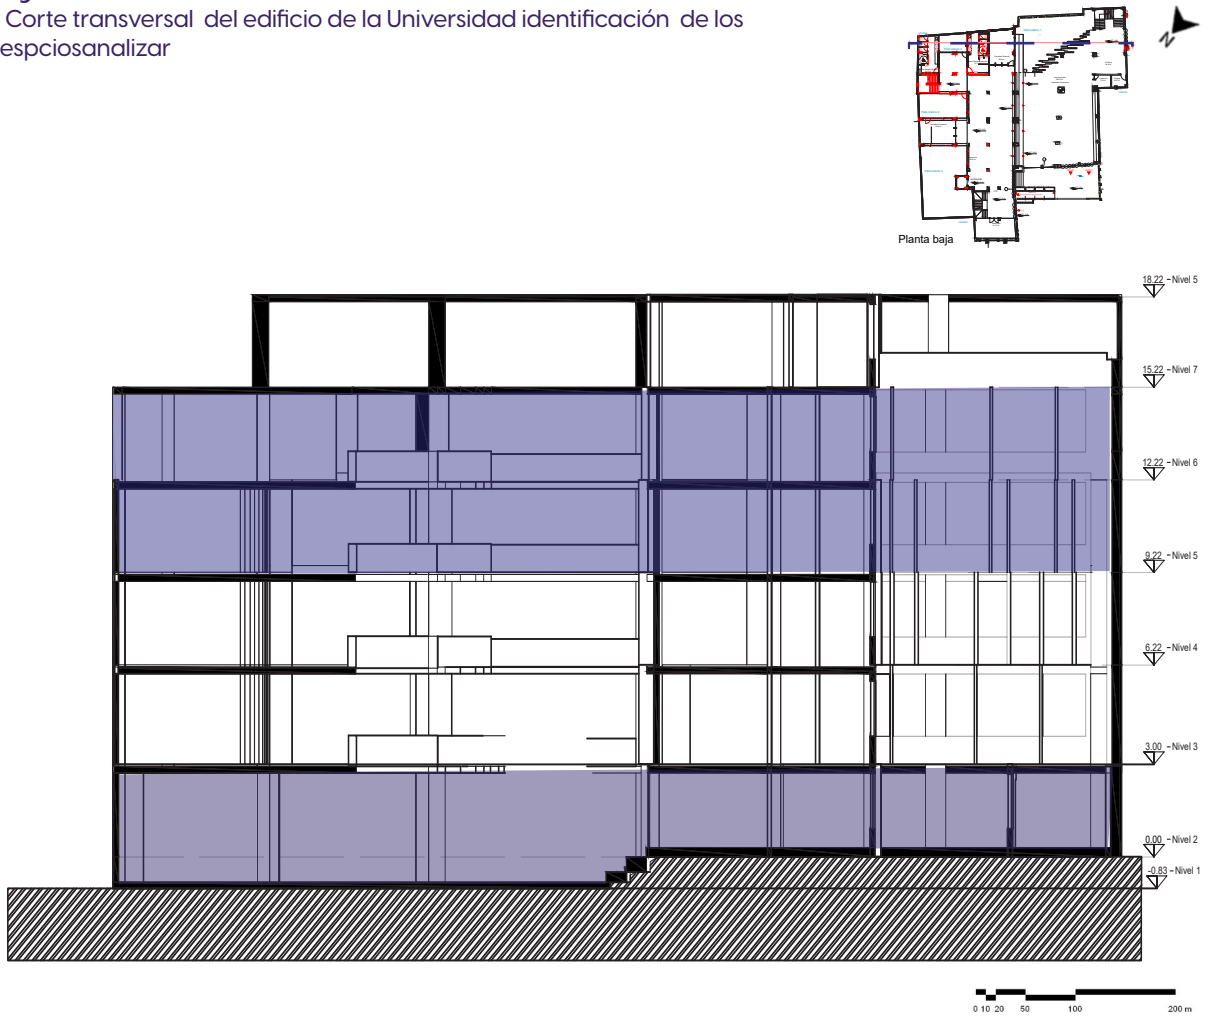 Corte transversal del edificio de la Universidad identificación de los
espciosanalizar
N
Planta baja
18.22 - Nivel 5
15.22 - Nivel 7
12.22 - Nivel 6
9.22 - Nivel 5
6.22 - Nivel 4
3.00 - Nivel 3
0.00 - Nivel 2
-0.83 - Nivel 1
0 10 20 50 100 200 m